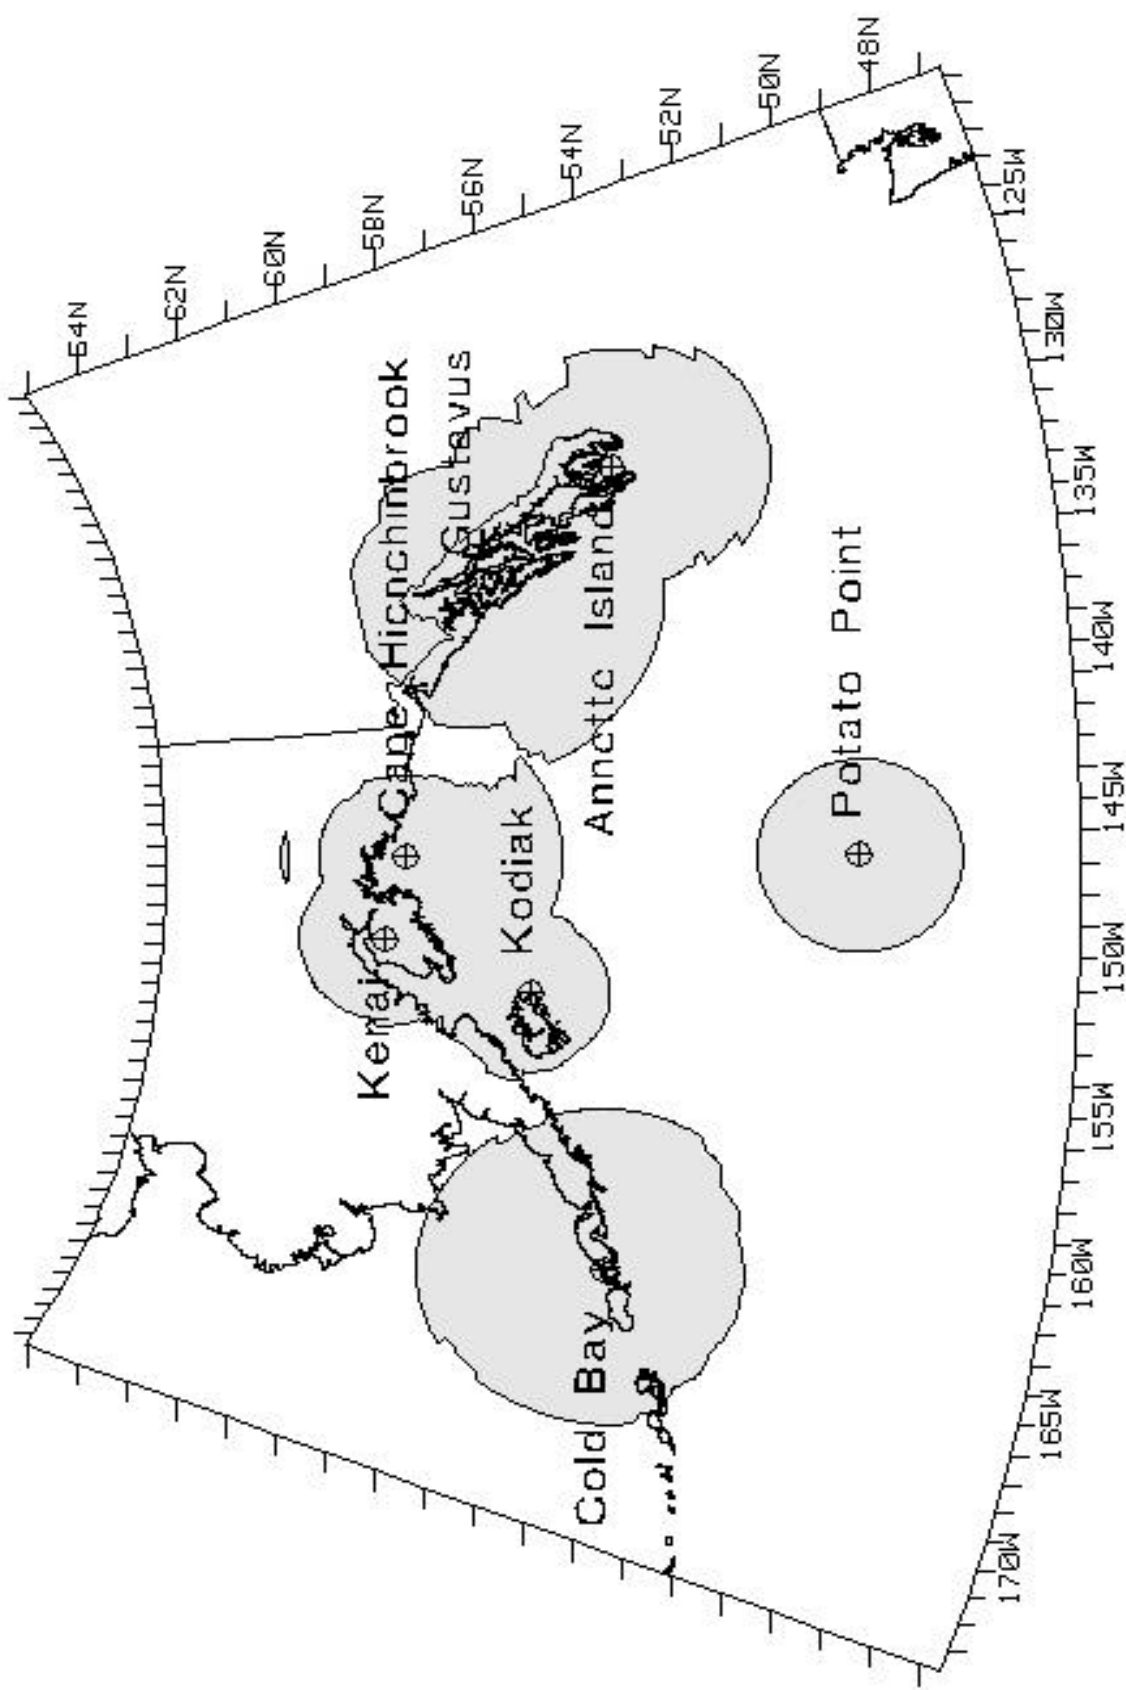 64N
62N
60N
58N
56N
54N
52N
50N
48N
Cape Hichchinbrook
Gustavus
Kenai
Kodiak
Annette Island
Potato Point
Cold Bay
170W
165W
160W
155W
150W
145W
140W
135W
130W
125W